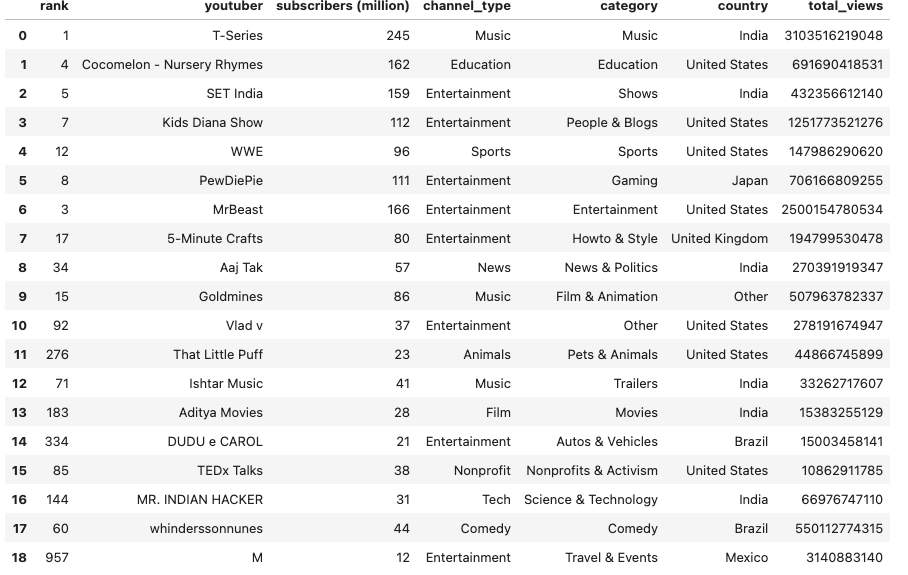 rank youtuber subscribers (million) channel_type category country total_views
0 1 T-Series 245 Music Music India 3103516219048
1 4 Cocomelon - Nursery Rhymes 162 Education Education United States 691690418531
2 5 SET India 159 Entertainment Shows India 432356612140
3 7 Kids Diana Show 112 Entertainment People & Blogs United States 1251773521276
4 12 WWE 96 Sports Sports United States 147986290620
5 8 PewDiePie 111 Entertainment Gaming Japan 706166809255
6 3 MrBeast 166 Entertainment Entertainment United States 2500154780534
7 17 5-Minute Crafts 80 Entertainment Howto & Style United Kingdom 194799530478
8 34 Aaj Tak 57 News News & Politics India 270391919347
9 15 Goldmines 86 Music Film & Animation Other 507963782337
10 92 Vlad v 37 Entertainment Other United States 278191674947
11 276 That Little Puff 23 Animals Pets & Animals United States 44866745899
12 71 Ishtar Music 41 Music Trailers India 33262717607
13 183 Aditya Movies 28 Film Movies India 15383255129
14 334 DUDU e CAROL 21 Entertainment Autos & Vehicles Brazil 15003458141
15 85 TEDx Talks 38 Nonprofit Nonprofits & Activism United States 10862911785
16 144 MR. INDIAN HACKER 31 Tech Science & Technology India 66976747110
17 60 whinderssonnunes 44 Comedy Comedy Brazil 550112774315
18 957 M 12 Entertainment Travel & Events Mexico 3140883140